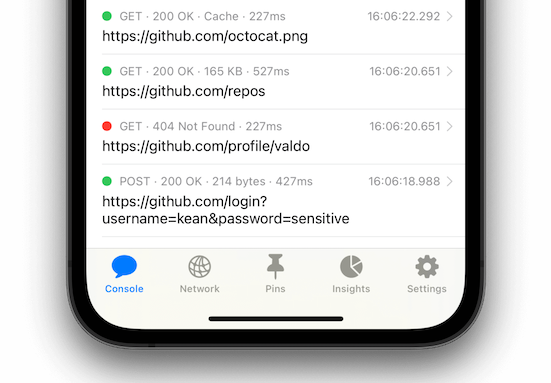 GET · 200 OK · Cache · 227ms 16:06:22.292
https://github.com/octocat.png
GET · 200 OK · 165 KB · 527ms 16:06:20.651
https://github.com/repos
GET · 404 Not Found · 227ms 16:06:20.651
https://github.com/profile/valdo
POST · 200 OK · 214 bytes · 427ms 16:06:18.988
https://github.com/login?
username=kean&password=sensitive
Console Network Pins Insights Settings